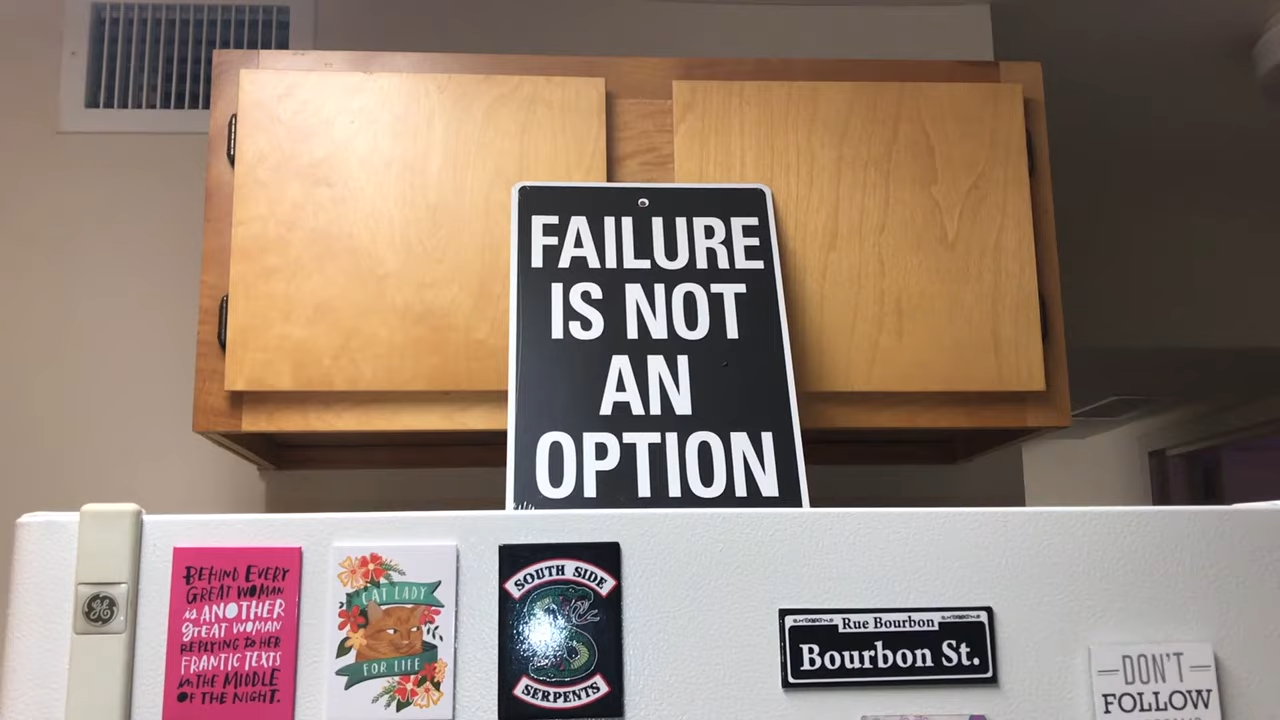 FAILURE
IS NOT
AN
OPTION
GE
BEHIND EVERY
GREAT WOMAN
is ANOTHER
GREAT WOMAN
REPLYING TO HER
FRANTIC TEXTS
in THE MIDDLE
OF THE NIGHT.
CAT LADY
FOR LIFE
SOUTH SIDE
SERPENTS
Rue Bourbon
Bourbon St.
DON'T
FOLLOW